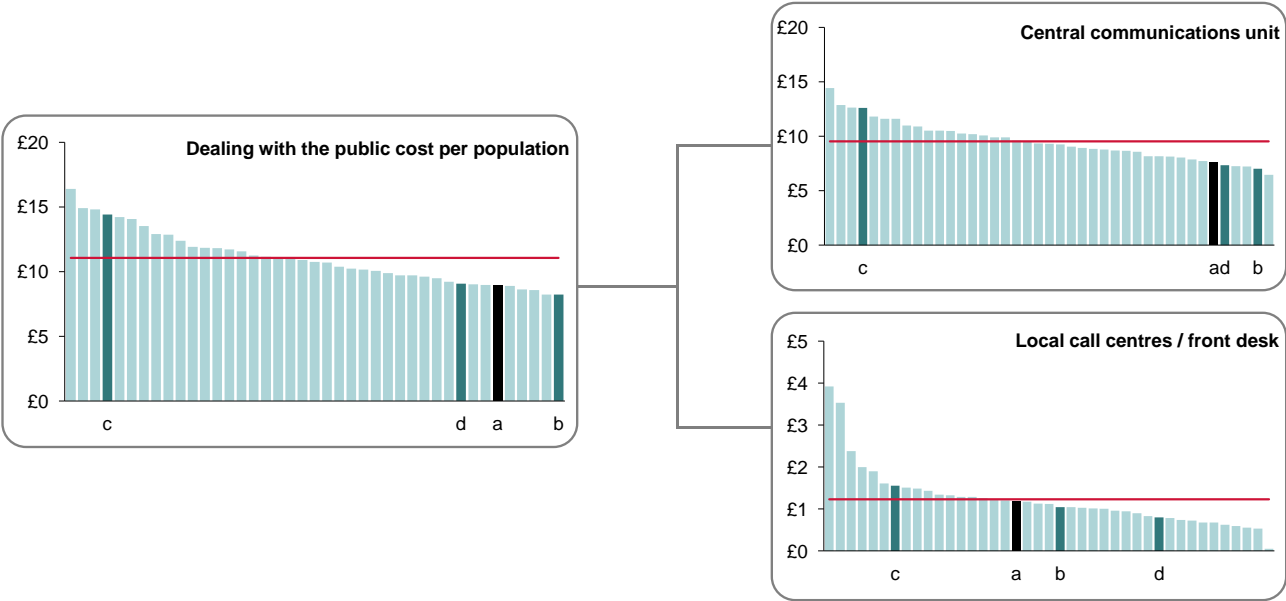 Dealing with the public cost per population
£20
£15
£10
£5
£0
c d a b
Central communications unit
£20
£15
£10
£5
£0
c ad b
Local call centres / front desk
£5
£4
£3
£2
£1
£0
c a b d